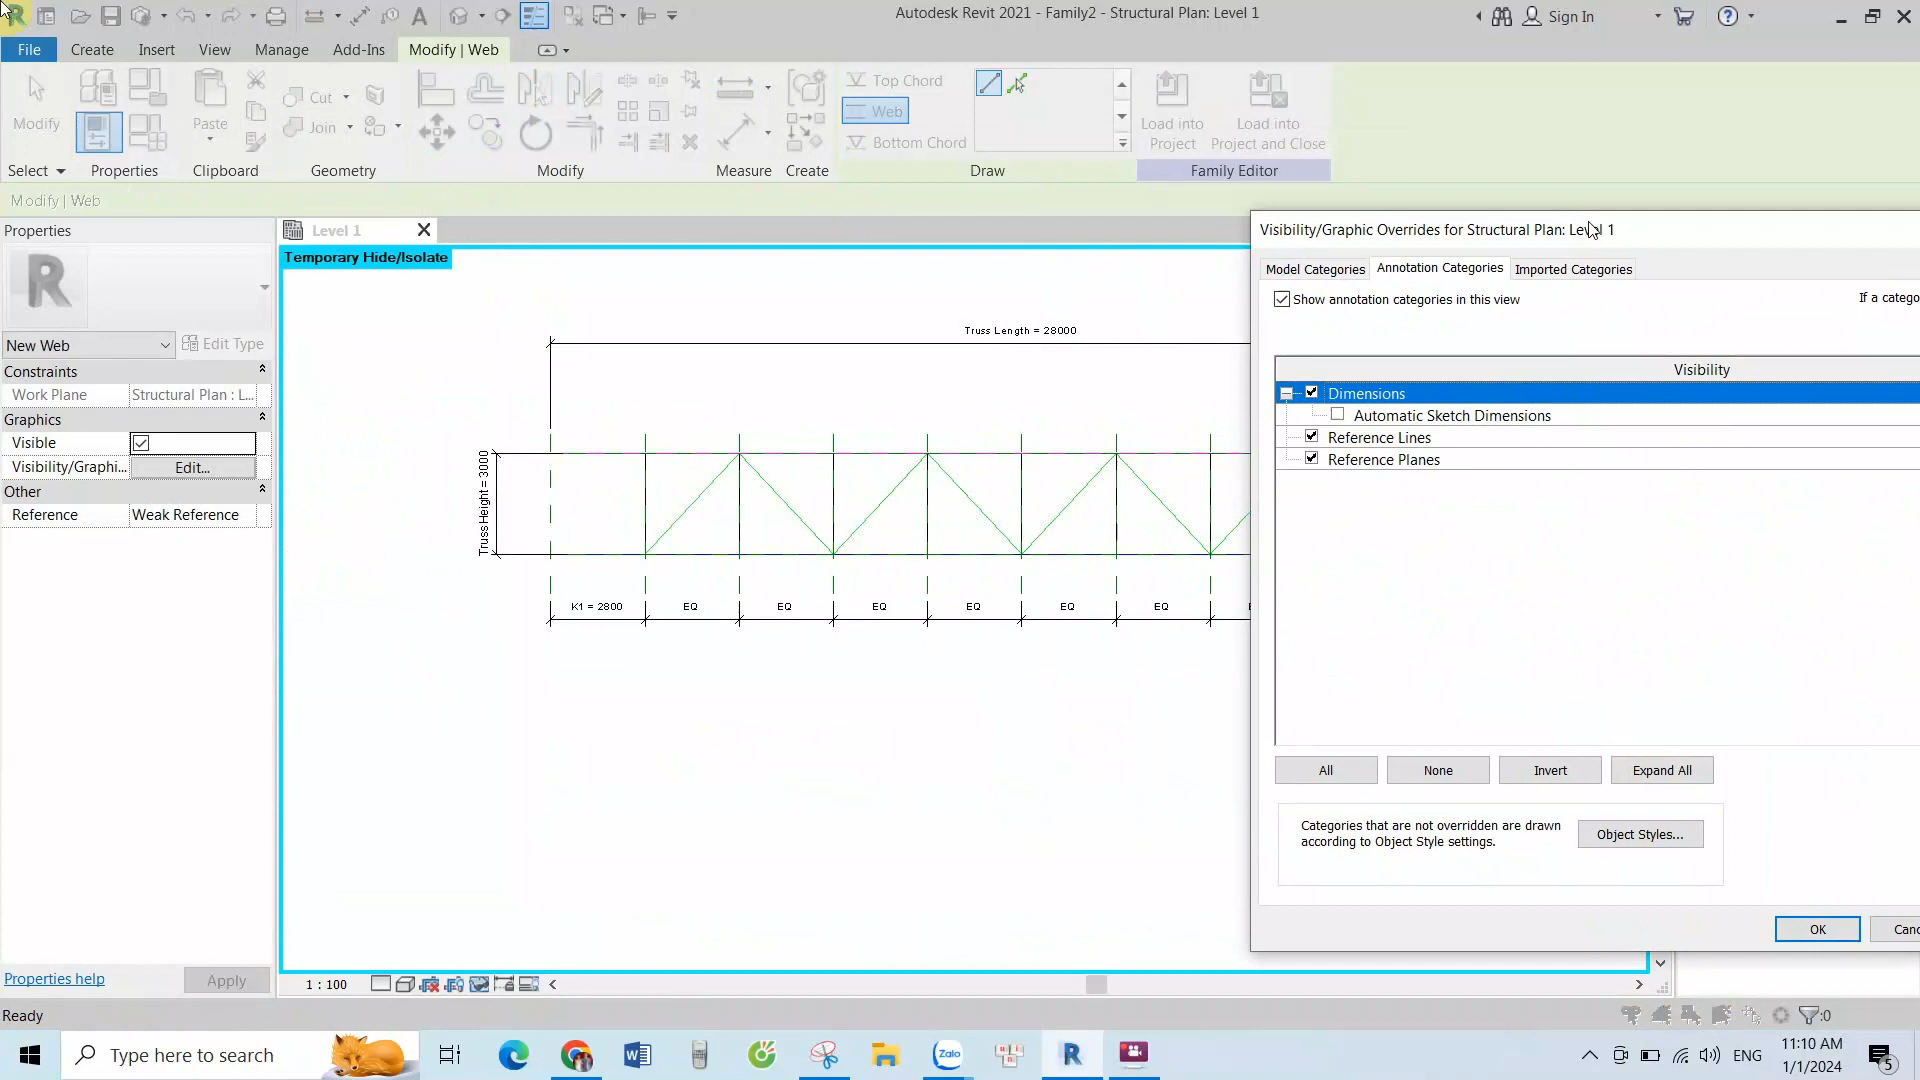 Autodesk Revit 2021 - Family2 - Structural Plan: Level 1
Sign In
File
Create
Insert
View
Manage
Add-Ins
Modify | Web
Modify
Paste
Cut
Join
Top Chord
Web
Bottom Chord
Load into Project
Load into Project and Close
Select
Properties
Clipboard
Geometry
Modify
Measure
Create
Draw
Family Editor
Modify | Web
Properties
New Web
Edit Type
Constraints
Work Plane
Structural Plan : L...
Graphics
Visible
Visibility/Graphi...
Edit...
Other
Reference
Weak Reference
Properties help
Apply
Level 1
Temporary Hide/Isolate
Truss Length = 28000
Truss Height = 3000
K1 = 2800
EQ
EQ
EQ
EQ
EQ
EQ
1 : 100
Visibility/Graphic Overrides for Structural Plan: Level 1
Model Categories
Annotation Categories
Imported Categories
Show annotation categories in this view
If a catego
Visibility
Dimensions
Automatic Sketch Dimensions
Reference Lines
Reference Planes
All
None
Invert
Expand All
Categories that are not overridden are drawn
according to Object Style settings.
Object Styles...
OK
Canc
Ready
:0
Type here to search
Zalo
ENG
11:10 AM
1/1/2024
5